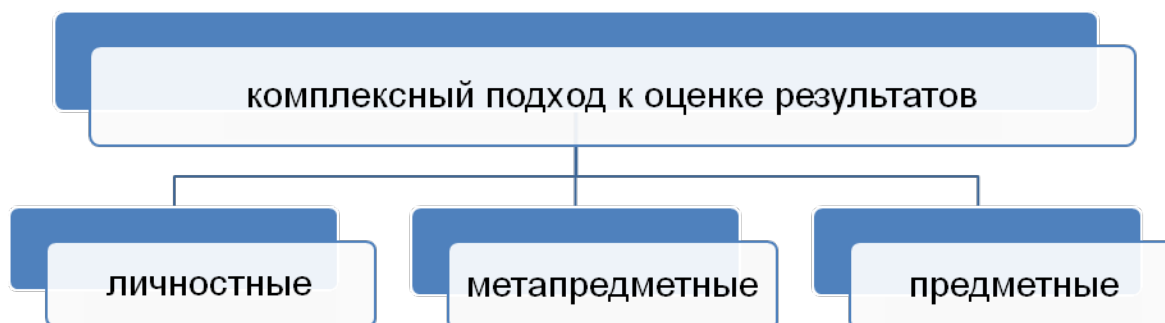 комплексный подход к оценке результатов
личностные
метапредметные
предметные